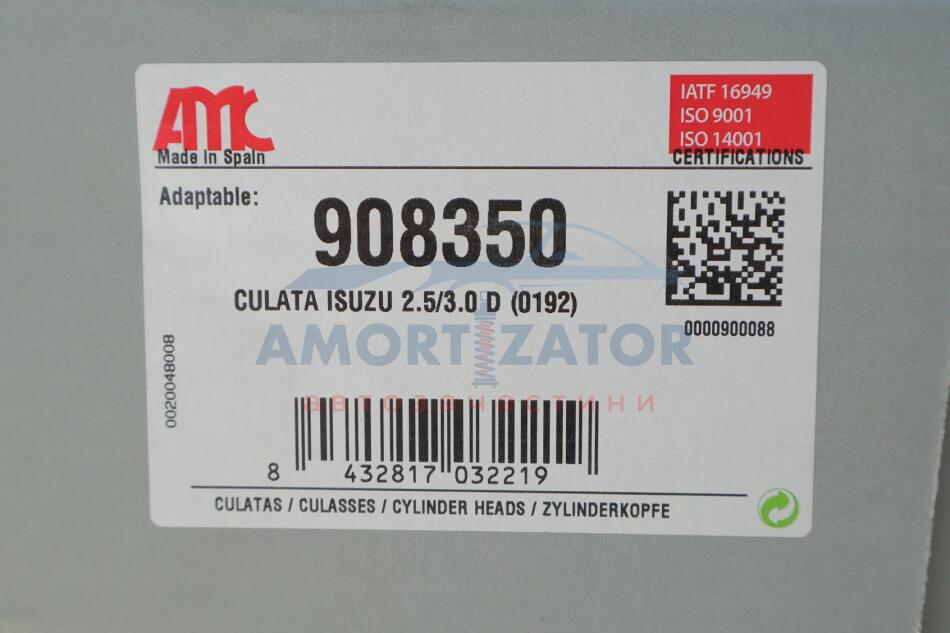 AMC
Made In Spain
IATF 16949
ISO 9001
ISO 14001
CERTIFICATIONS
Adaptable:
908350
CULATA ISUZU 2.5/3.0 D (0192)
0000900088
AMORTIZATOR
автозапчастини
0020048008
8 432817 032219
CULATAS / CULASSES / CYLINDER HEADS / ZYLINDERKOPFE